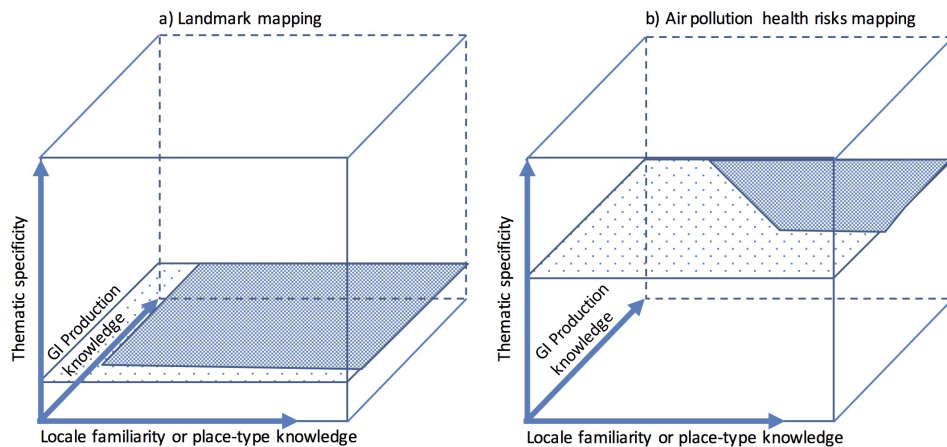 a) Landmark mapping
Thematic specificity
GI Production
knowledge
Locale familiarity or place-type knowledge
b) Air pollution health risks mapping
Thematic specificity
GI Production
knowledge
Locale familiarity or place-type knowledge